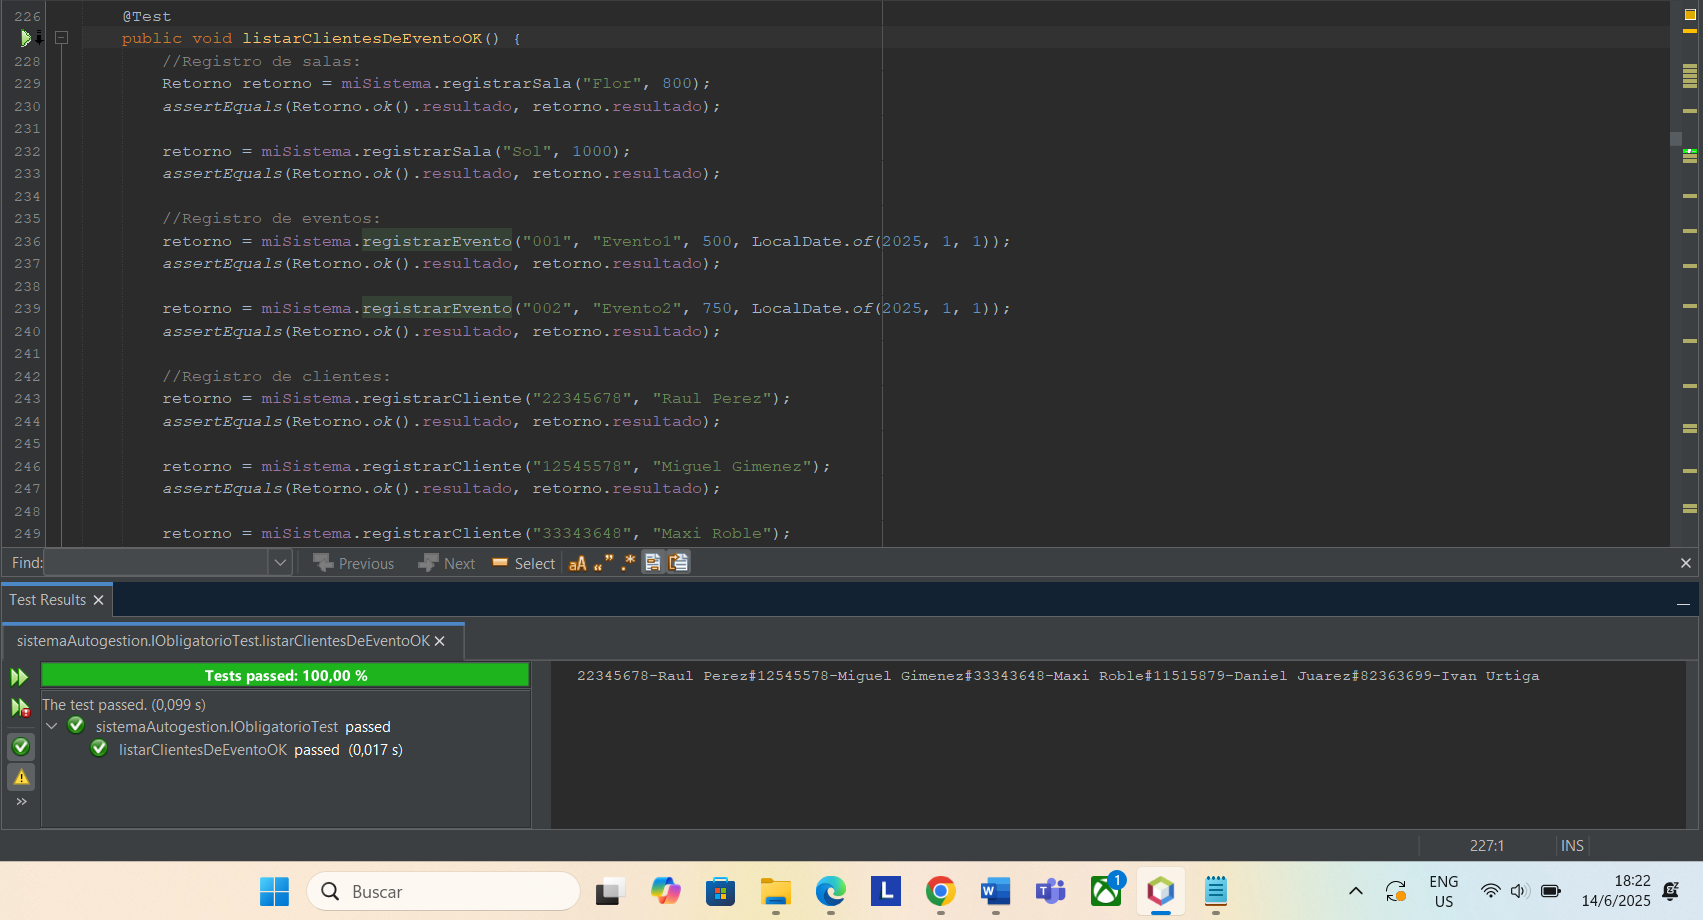 226 @Test
public void listarClientesDeEventoOK() {
228 //Registro de salas:
229 Retorno retorno = miSistema.registrarSala("Flor", 800);
230 assertEquals(Retorno.ok().resultado, retorno.resultado);
231
232 retorno = miSistema.registrarSala("Sol", 1000);
233 assertEquals(Retorno.ok().resultado, retorno.resultado);
234
235 //Registro de eventos:
236 retorno = miSistema.registrarEvento("001", "Evento1", 500, LocalDate.of(2025, 1, 1));
237 assertEquals(Retorno.ok().resultado, retorno.resultado);
238
239 retorno = miSistema.registrarEvento("002", "Evento2", 750, LocalDate.of(2025, 1, 1));
240 assertEquals(Retorno.ok().resultado, retorno.resultado);
241
242 //Registro de clientes:
243 retorno = miSistema.registrarCliente("22345678", "Raul Perez");
244 assertEquals(Retorno.ok().resultado, retorno.resultado);
245
246 retorno = miSistema.registrarCliente("12545578", "Miguel Gimenez");
247 assertEquals(Retorno.ok().resultado, retorno.resultado);
248
249 retorno = miSistema.registrarCliente("33343648", "Maxi Roble");
Find: Previous Next Select
Test Results
sistemaAutogestion.IObligatorioTest.listarClientesDeEventoOK
Tests passed: 100,00 %
22345678-Raul Perez#12545578-Miguel Gimenez#33343648-Maxi Roble#11515879-Daniel Juarez#82363699-Ivan Urtiga
The test passed. (0,099 s)
sistemaAutogestion.IObligatorioTest passed
listarClientesDeEventoOK passed (0,017 s)
227:1 INS
Buscar
1
ENG
US
18:22
14/6/2025